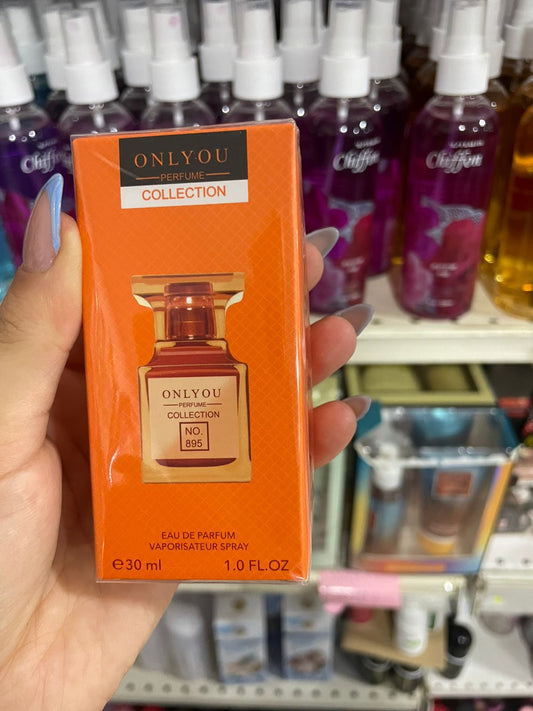 ONLYOU
PERFUME
COLLECTION
ONLYOU
PERFUME
COLLECTION
NO.
895
EAU DE PARFUM
VAPORISATEUR SPRAY
℮30 ml 1.0 FL.OZ
Chiffon
Chiffon
Chiffon